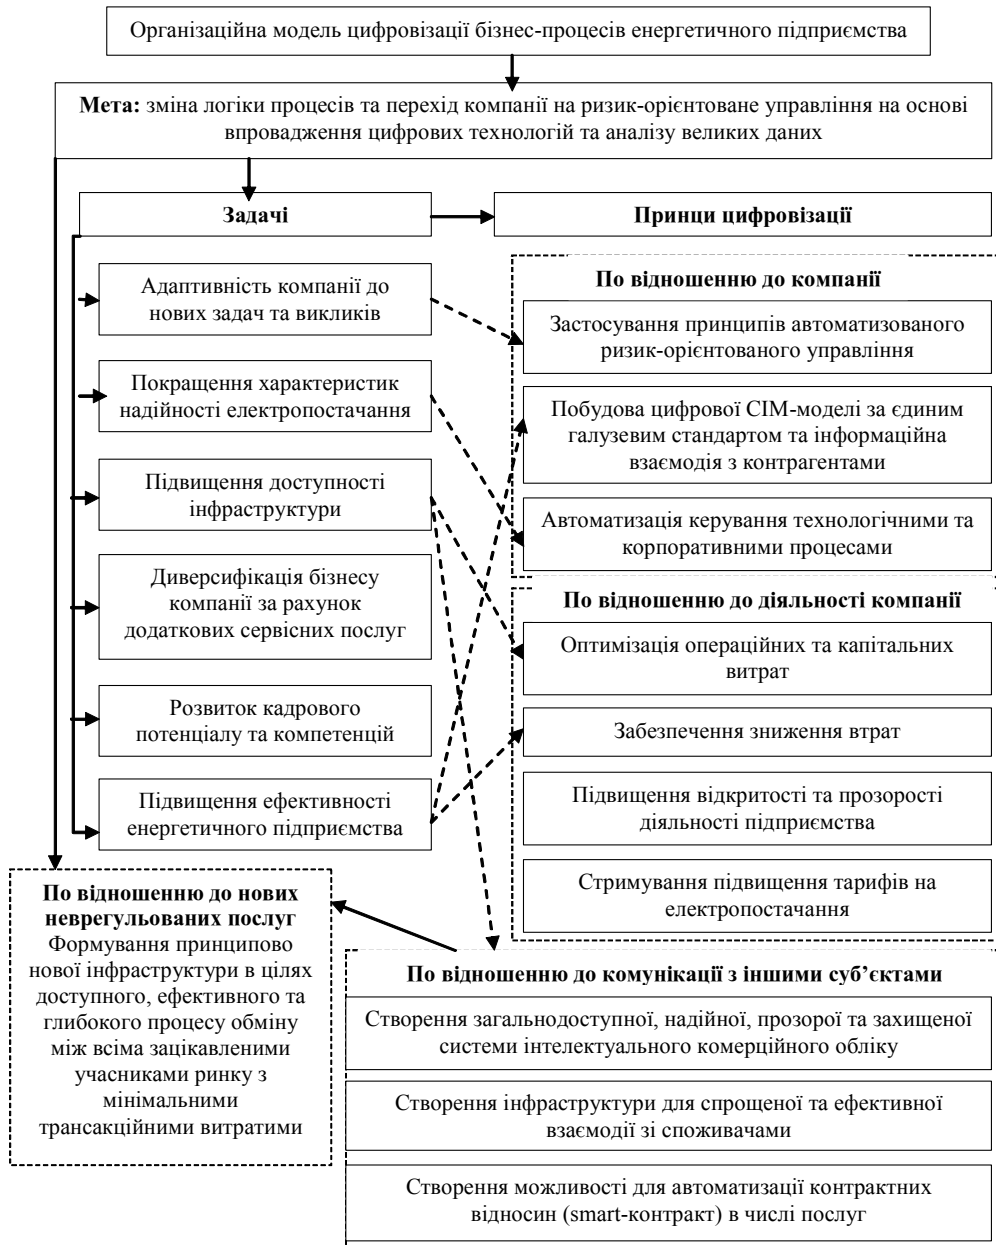 Організаційна модель цифровізації бізнес-процесів енергетичного підприємства
Мета: зміна логіки процесів та перехід компанії на ризик-орієнтоване управління на основі
впровадження цифрових технологій та аналізу великих даних
Задачі
Принци цифровізації
Адаптивність компанії до
нових задач та викликів
Покращення характеристик
надійності електропостачання
Підвищення доступності
інфраструктури
Диверсифікація бізнесу
компанії за рахунок
додаткових сервісних послуг
Розвиток кадрового
потенціалу та компетенцій
Підвищення ефективності
енергетичного підприємства
По відношенню до компанії
Застосування принципів автоматизованого
ризик-орієнтованого управління
Побудова цифрової СІМ-моделі за єдиним
галузевим стандартом та інформаційна
взаємодія з контрагентами
Автоматизація керування технологічними та
корпоративними процесами
По відношенню до діяльності компанії
Оптимізація операційних та капітальних
витрат
Забезпечення зниження втрат
Підвищення відкритості та прозорості
діяльності підприємства
Стримування підвищення тарифів на
електропостачання
По відношенню до нових
неврегульованих послуг
Формування принципово
нової інфраструктури в цілях
доступного, ефективного та
глибокого процесу обміну
між всіма зацікавленими
учасниками ринку з
мінімальними
трансакційними витратими
По відношенню до комунікації з іншими суб’єктами
Створення загальнодоступної, надійної, прозорої та захищеної
системи інтелектуального комерційного обліку
Створення інфраструктури для спрощеної та ефективної
взаємодії зі споживачами
Створення можливості для автоматизації контрактних
відносин (smart-контракт) в числі послуг